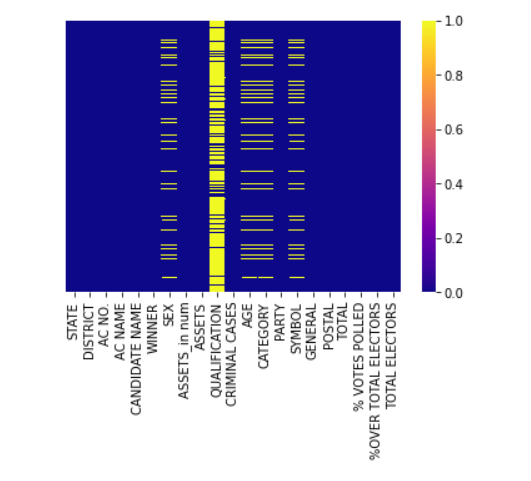 1.0
0.8
0.6
0.4
0.2
0.0
STATE
DISTRICT
AC NO.
AC NAME
CANDIDATE NAME
WINNER
SEX
ASSETS_in num
ASSETS
QUALIFICATION
CRIMINAL CASES
AGE
CATEGORY
PARTY
SYMBOL
GENERAL
POSTAL
TOTAL
% VOTES POLLED
%OVER TOTAL ELECTORS
TOTAL ELECTORS